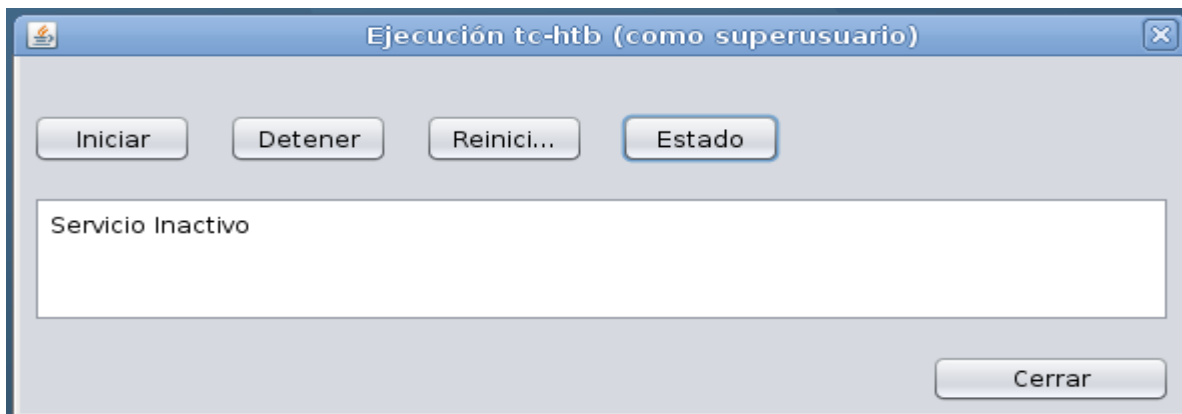 Ejecución tc-htb (como superusuario)
Iniciar Detener Reinici... Estado
Servicio Inactivo
Cerrar